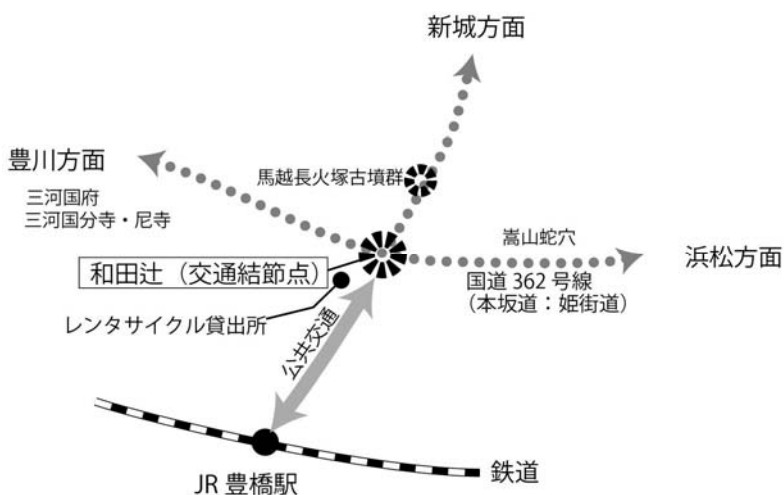 新城方面
豊川方面
三河国府
三河国分寺・尼寺
馬越長火塚古墳群
嵩山蛇穴
浜松方面
和田辻（交通結節点）
国道 362 号線
（本坂道：姫街道）
レンタサイクル貸出所
公共交通
JR 豊橋駅
鉄道